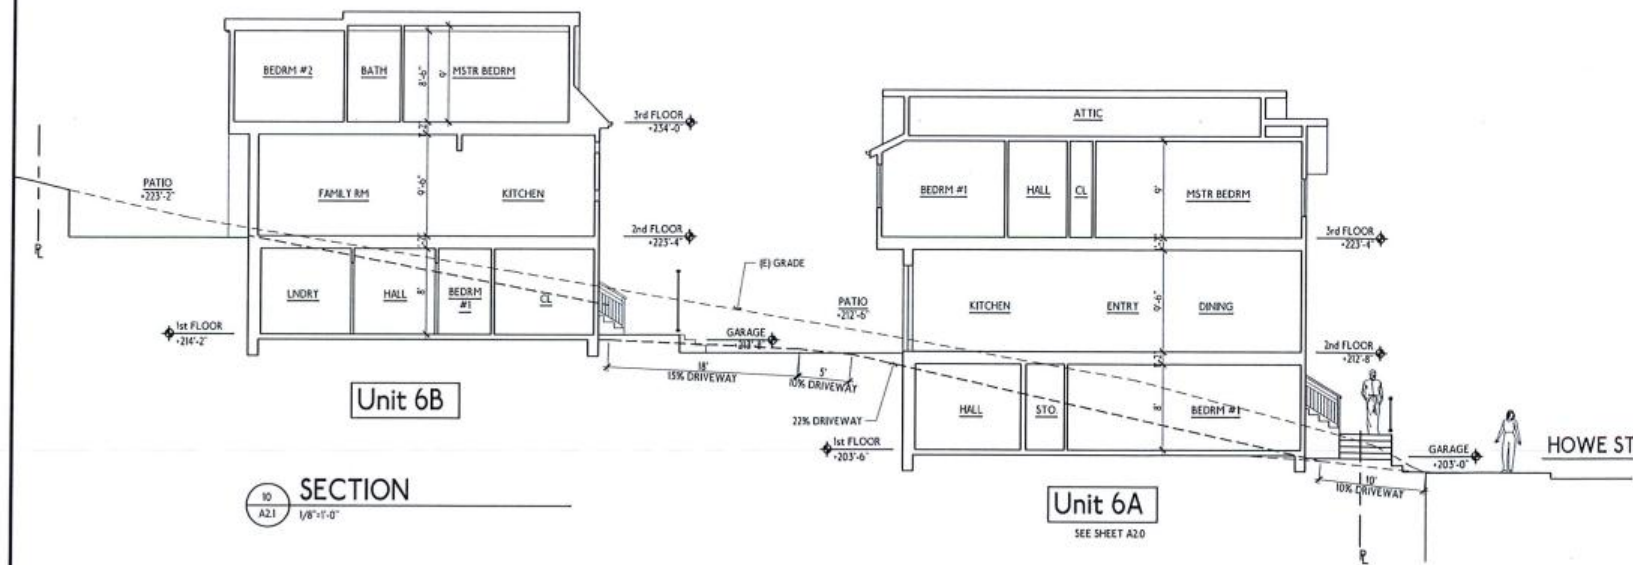 BEDRM #2
BATH
8'-6"
9'
MSTR BEDRM
3rd FLOOR
+234'-0"
ATTIC
PATIO
+223'-2"
FAMILY RM
9'-6"
KITCHEN
BEDRM #1
HALL
CL
9'
MSTR BEDRM
2nd FLOOR
+223'-4"
3rd FLOOR
+223'-4"
(E) GRADE
LNDRY
HALL
8'
BEDRM
#1
CL
PATIO
+212'-6"
KITCHEN
ENTRY
9'-6"
DINING
1st FLOOR
+214'-2"
GARAGE
2nd FLOOR
+212'-8"
18'
15% DRIVEWAY
5'
10% DRIVEWAY
Unit 6B
22% DRIVEWAY
HALL
STO.
8'
BEDRM #1
1st FLOOR
+203'-6"
GARAGE
+203'-0"
HOWE ST
10'
10% DRIVEWAY
10
A2.1
SECTION
1/8"=1'-0"
Unit 6A
SEE SHEET A2.0